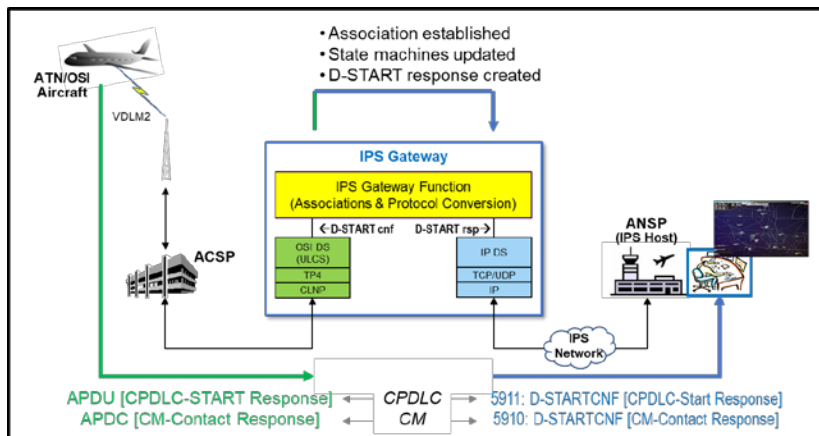 • Association established
• State machines updated
• D-START response created
ATN/OSI
Aircraft
VDLM2
IPS Gateway
IPS Gateway Function
(Associations & Protocol Conversion)
D-START cnf
D-START rsp
OSI DS
(ULCS)
TP4
CLNP
IP DS
TCP/UDP
IP
ACSP
ANSP
(IPS Host)
IPS
Network
APDU [CPDLC-START Response]
CPDLC
5911: D-STARTCNF [CPDLC-Start Response]
APDC [CM-Contact Response]
CM
5910: D-STARTCNF [CM-Contact Response]